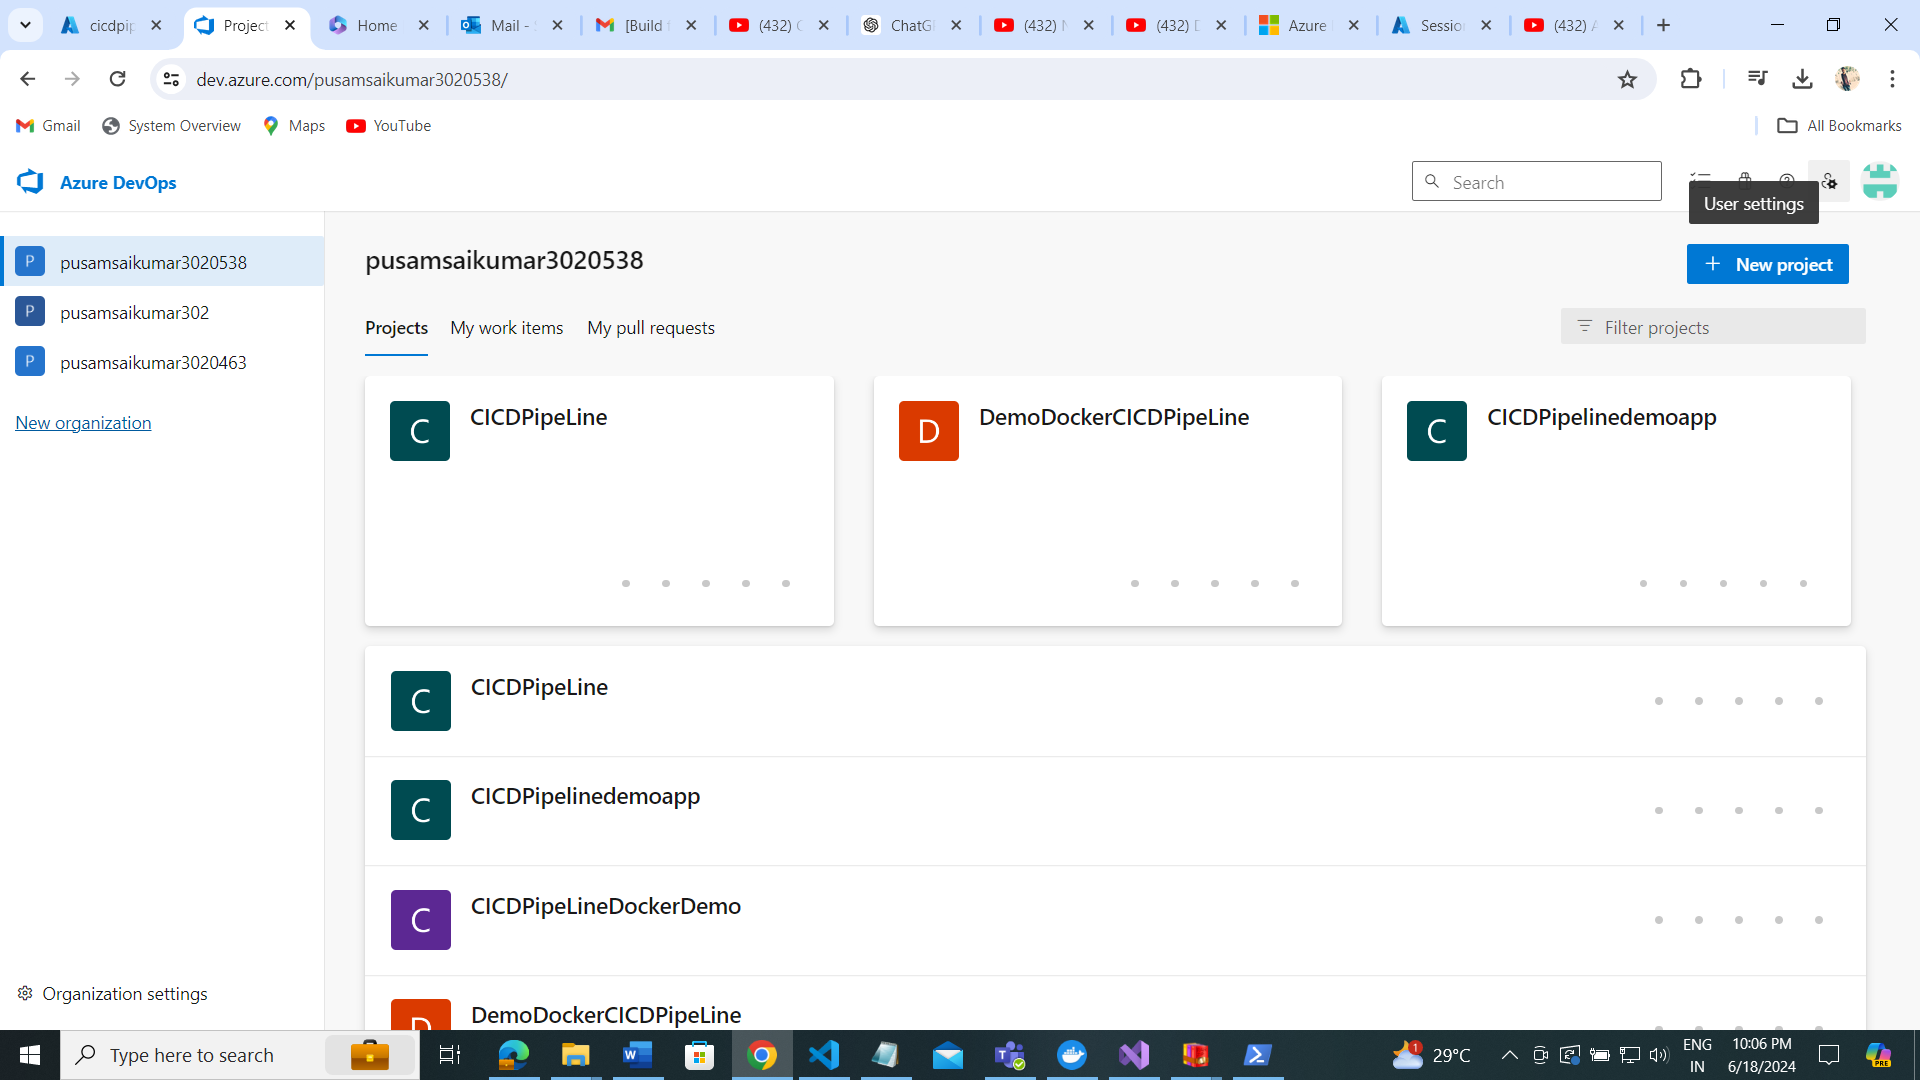 cicdpip
Project
Home
Mail -
[Build
(432)
ChatG
(432)
(432)
Azure
Sessio
(432)
dev.azure.com/pusamsaikumar3020538/
Gmail
System Overview
Maps
YouTube
All Bookmarks
Azure DevOps
Search
User settings
P
pusamsaikumar3020538
P
pusamsaikumar302
P
pusamsaikumar3020463
New organization
pusamsaikumar3020538
New project
Projects
My work items
My pull requests
Filter projects
C
CICDPipeLine
D
DemoDockerCICDPipeLine
C
CICDPipelinedemoapp
C
CICDPipeLine
C
CICDPipelinedemoapp
C
CICDPipeLineDockerDemo
D
DemoDockerCICDPipeLine
Organization settings
Type here to search
1
29°C
ENG
IN
10:06 PM
6/18/2024
PRE